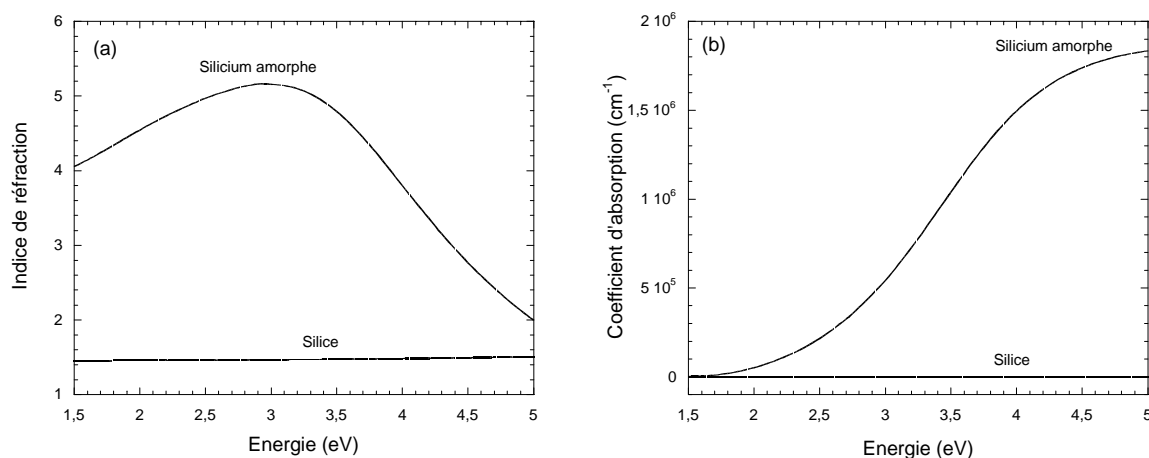 (a)
Silicium amorphe
Silice
Indice de réfraction
6
5
4
3
2
1
1,5
2
2,5
3
3,5
4
4,5
5
Energie (eV)
(b)
Silicium amorphe
Silice
Coefficient d'absorption (cm⁻¹)
2 10⁶
1,5 10⁶
1 10⁶
5 10⁵
0
1,5
2
2,5
3
3,5
4
4,5
5
Energie (eV)